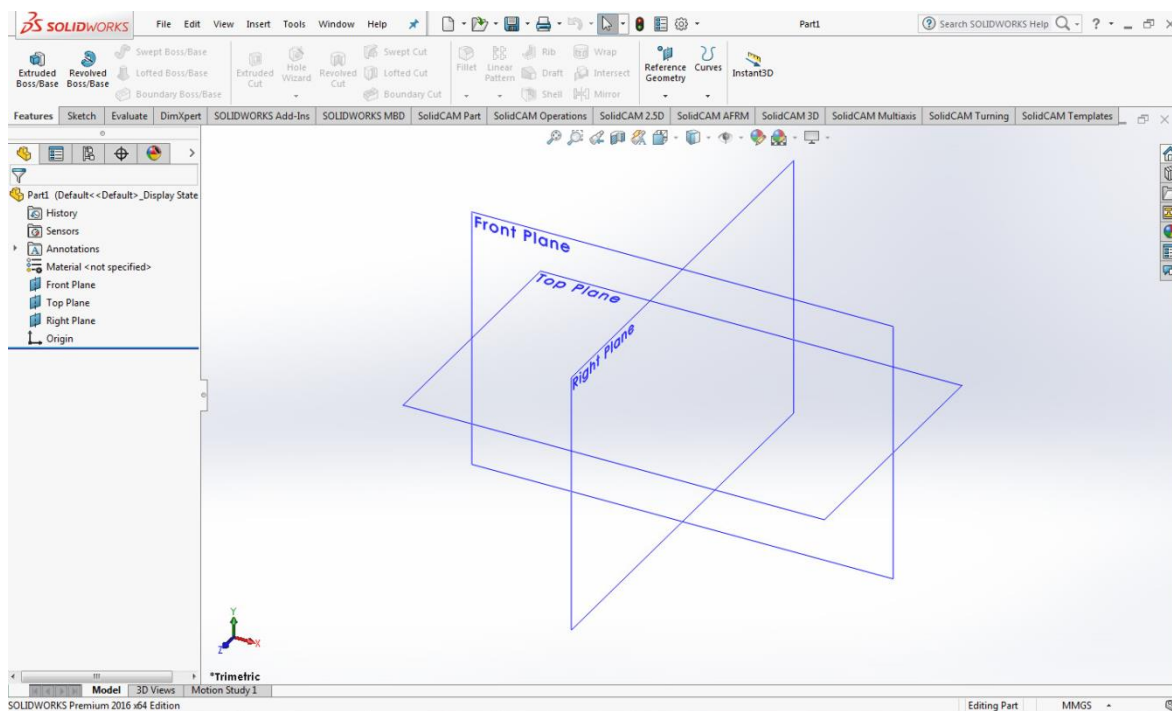 SOLIDWORKS File Edit View Insert Tools Window Help Part1 Search SOLIDWORKS Help ?
Extruded Boss/Base
Revolved Boss/Base
Swept Boss/Base
Lofted Boss/Base
Boundary Boss/Base
Extruded Cut
Hole Wizard
Revolved Cut
Swept Cut
Lofted Cut
Boundary Cut
Fillet
Linear Pattern
Rib
Draft
Shell
Wrap
Intersect
Mirror
Reference Geometry
Curves
Instant3D
Features Sketch Evaluate DimXpert SOLIDWORKS Add-Ins SOLIDWORKS MBD SolidCAM Part SolidCAM Operations SolidCAM 2.5D SolidCAM AFRM SolidCAM 3D SolidCAM Multiaxis SolidCAM Turning SolidCAM Templates
Part1 (Default<<Default>_Display State
History
Sensors
Annotations
Material <not specified>
Front Plane
Top Plane
Right Plane
Origin
Front Plane
Top Plane
Right Plane
Y
Z
X
*Trimetric
Model 3D Views Motion Study 1
SOLIDWORKS Premium 2016 x64 Edition Editing Part MMGS